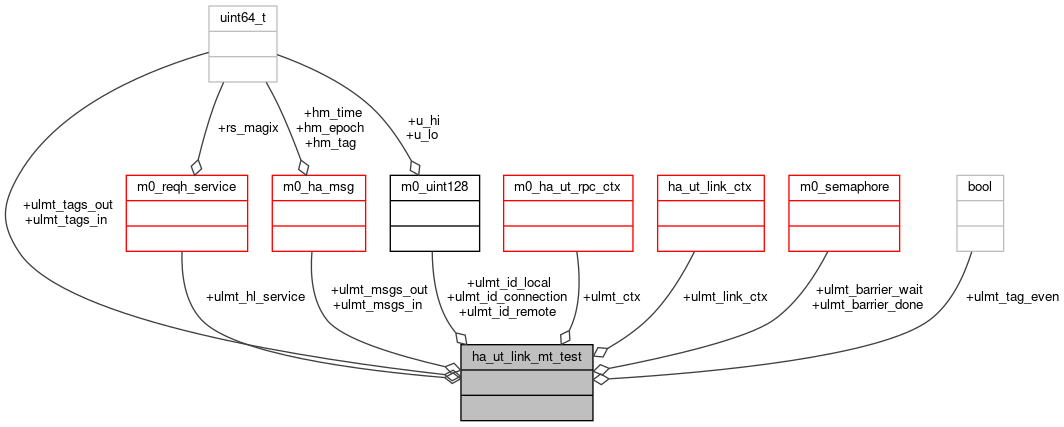 uint64_t
+hm_time
+hm_epoch
+hm_tag
+rs_magix
+u_hi
+u_lo
m0_reqh_service
m0_ha_msg
m0_uint128
m0_ha_ut_rpc_ctx
ha_ut_link_ctx
m0_semaphore
bool
+ulmt_tags_out
+ulmt_tags_in
+ulmt_hl_service
+ulmt_msgs_out
+ulmt_msgs_in
+ulmt_id_local
+ulmt_id_connection
+ulmt_id_remote
+ulmt_ctx
+ulmt_link_ctx
+ulmt_barrier_wait
+ulmt_barrier_done
+ulmt_tag_even
ha_ut_link_mt_test